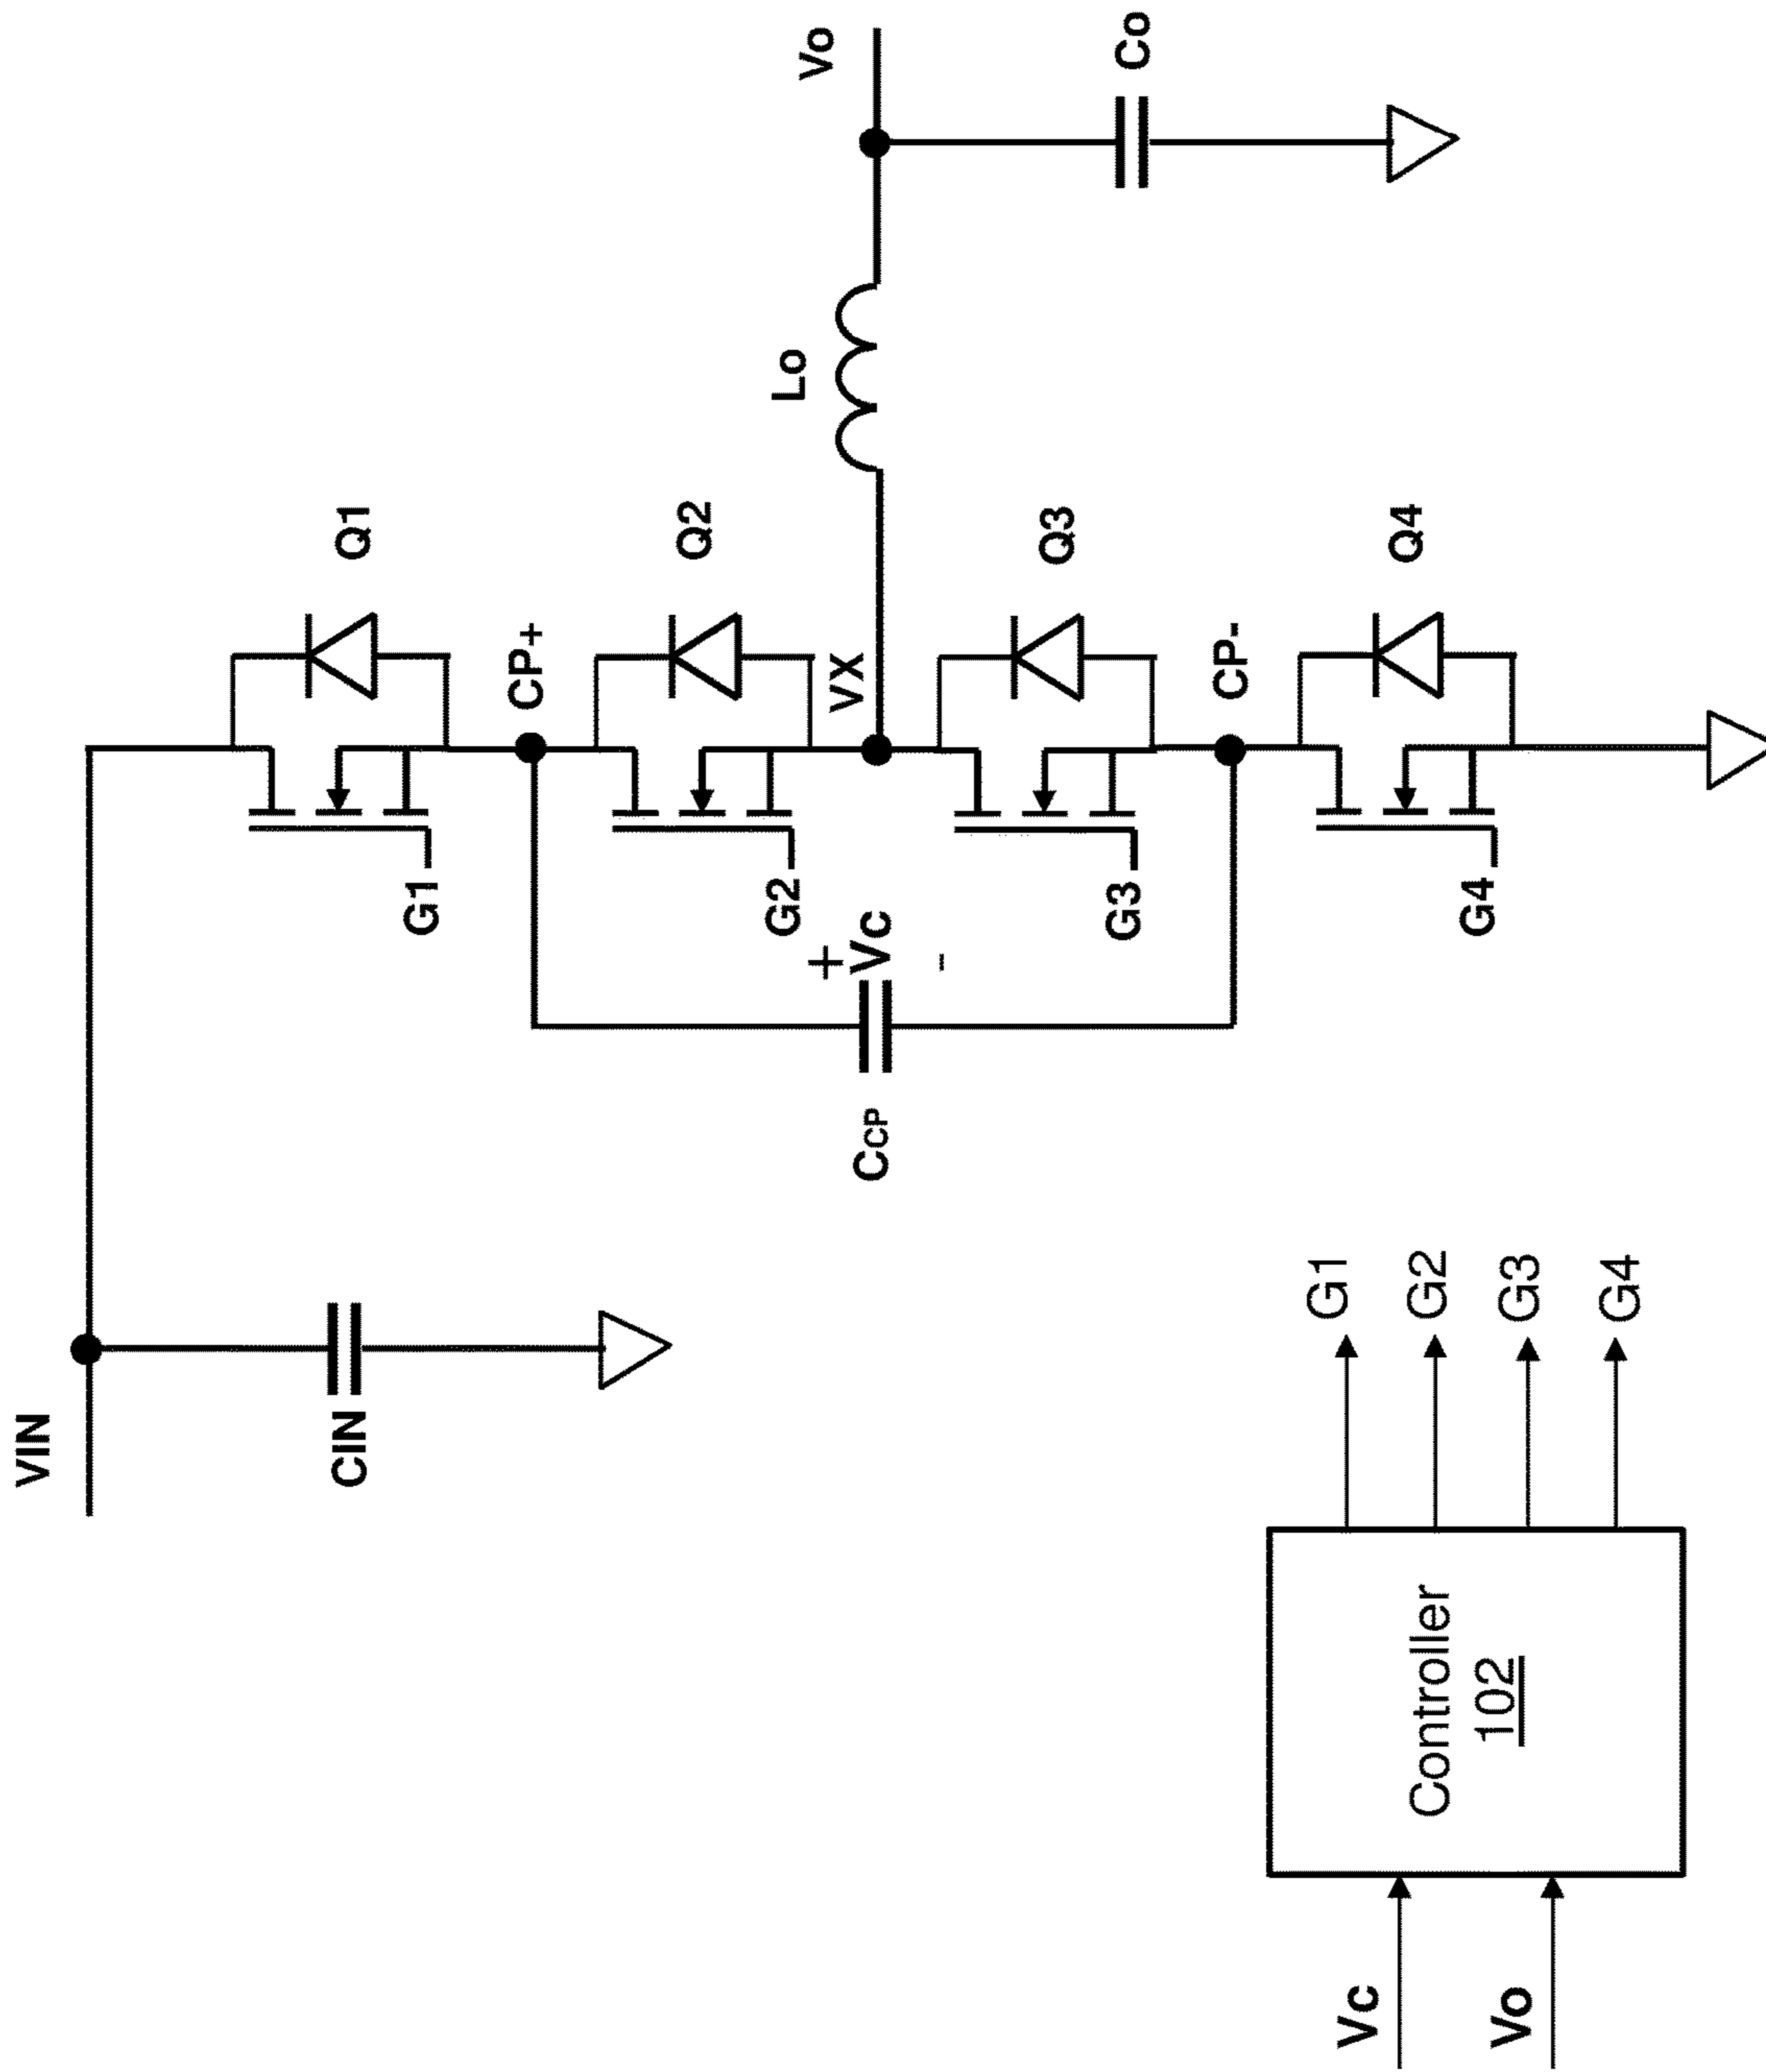 VIN
CIN
Q1
G1
CP+
Q2
G2
VX
Lo
Vo
Co
+
Vc
-
CCP
Q3
G3
CP-
Q4
G4
Vc
Vo
Controller
102
G1
G2
G3
G4